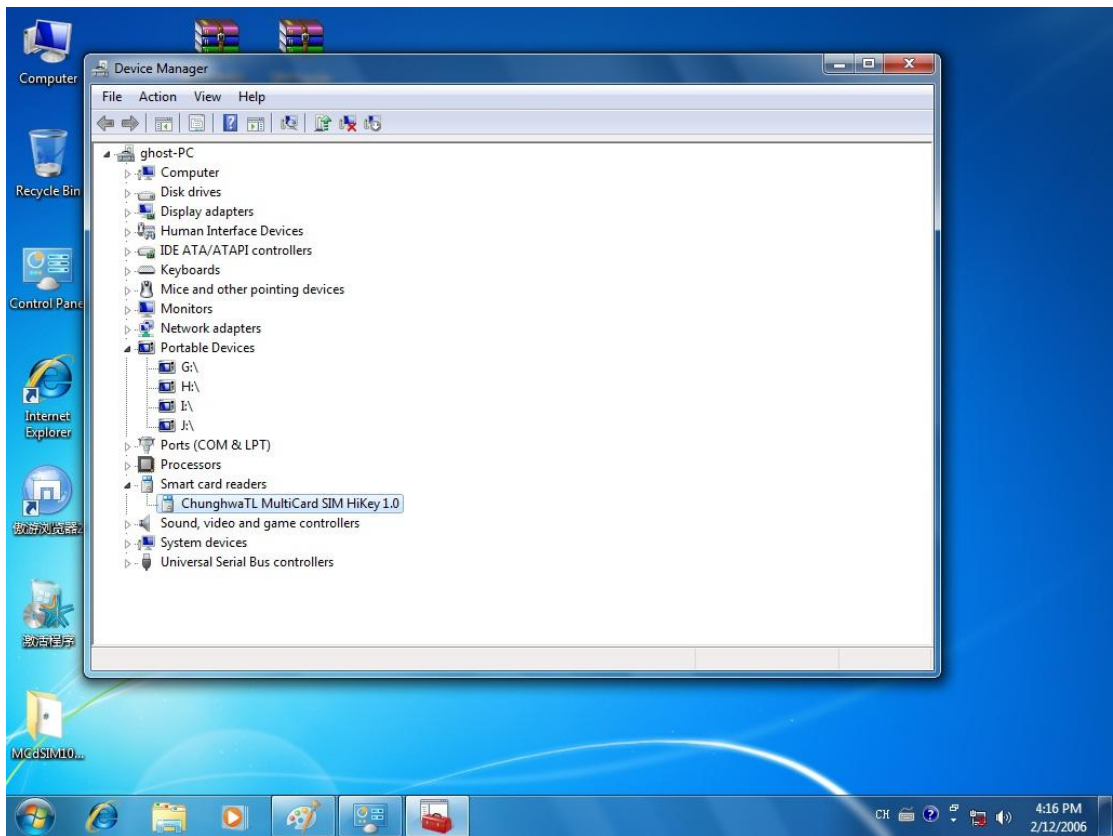 Computer
Recycle Bin
Control Pane
Internet
Explorer
傲游浏览器2
激活程序
MCdSIM10...
Device Manager
File Action View Help
ghost-PC
Computer
Disk drives
Display adapters
Human Interface Devices
IDE ATA/ATAPI controllers
Keyboards
Mice and other pointing devices
Monitors
Network adapters
Portable Devices
G:\
H:\
I:\
J:\
Ports (COM & LPT)
Processors
Smart card readers
ChunghwaTL MultiCard SIM HiKey 1.0
Sound, video and game controllers
System devices
Universal Serial Bus controllers
CH
4:16 PM
2/12/2006